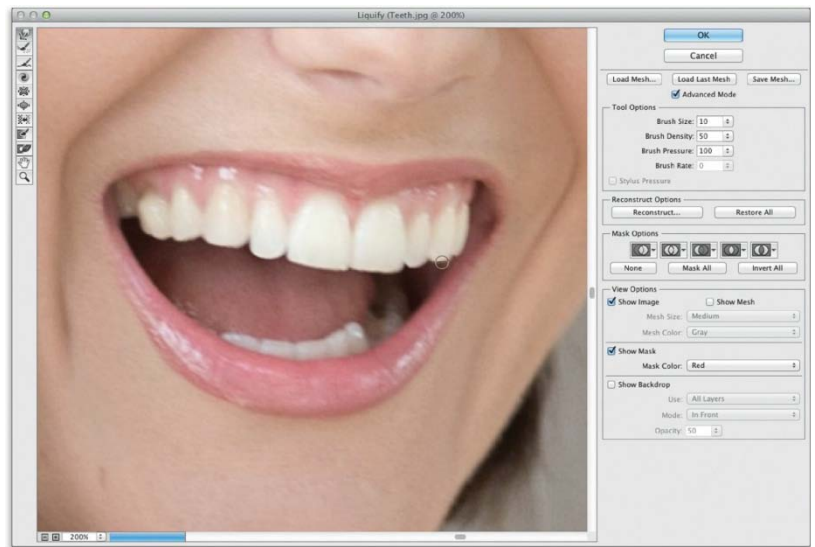 Liquify (Teeth.jpg @ 200%)
OK
Cancel
Load Mesh... Load Last Mesh Save Mesh...
Advanced Mode
Tool Options
Brush Size: 10
Brush Density: 50
Brush Pressure: 100
Brush Rate: 0
Stylus Pressure
Reconstruct Options
Reconstruct... Restore All
Mask Options
None Mask All Invert All
View Options
Show Image Show Mesh
Mesh Size: Medium
Mesh Color: Gray
Show Mask
Mask Color: Red
Show Backdrop
Use: All Layers
Mode: In Front
Opacity: 50
200%